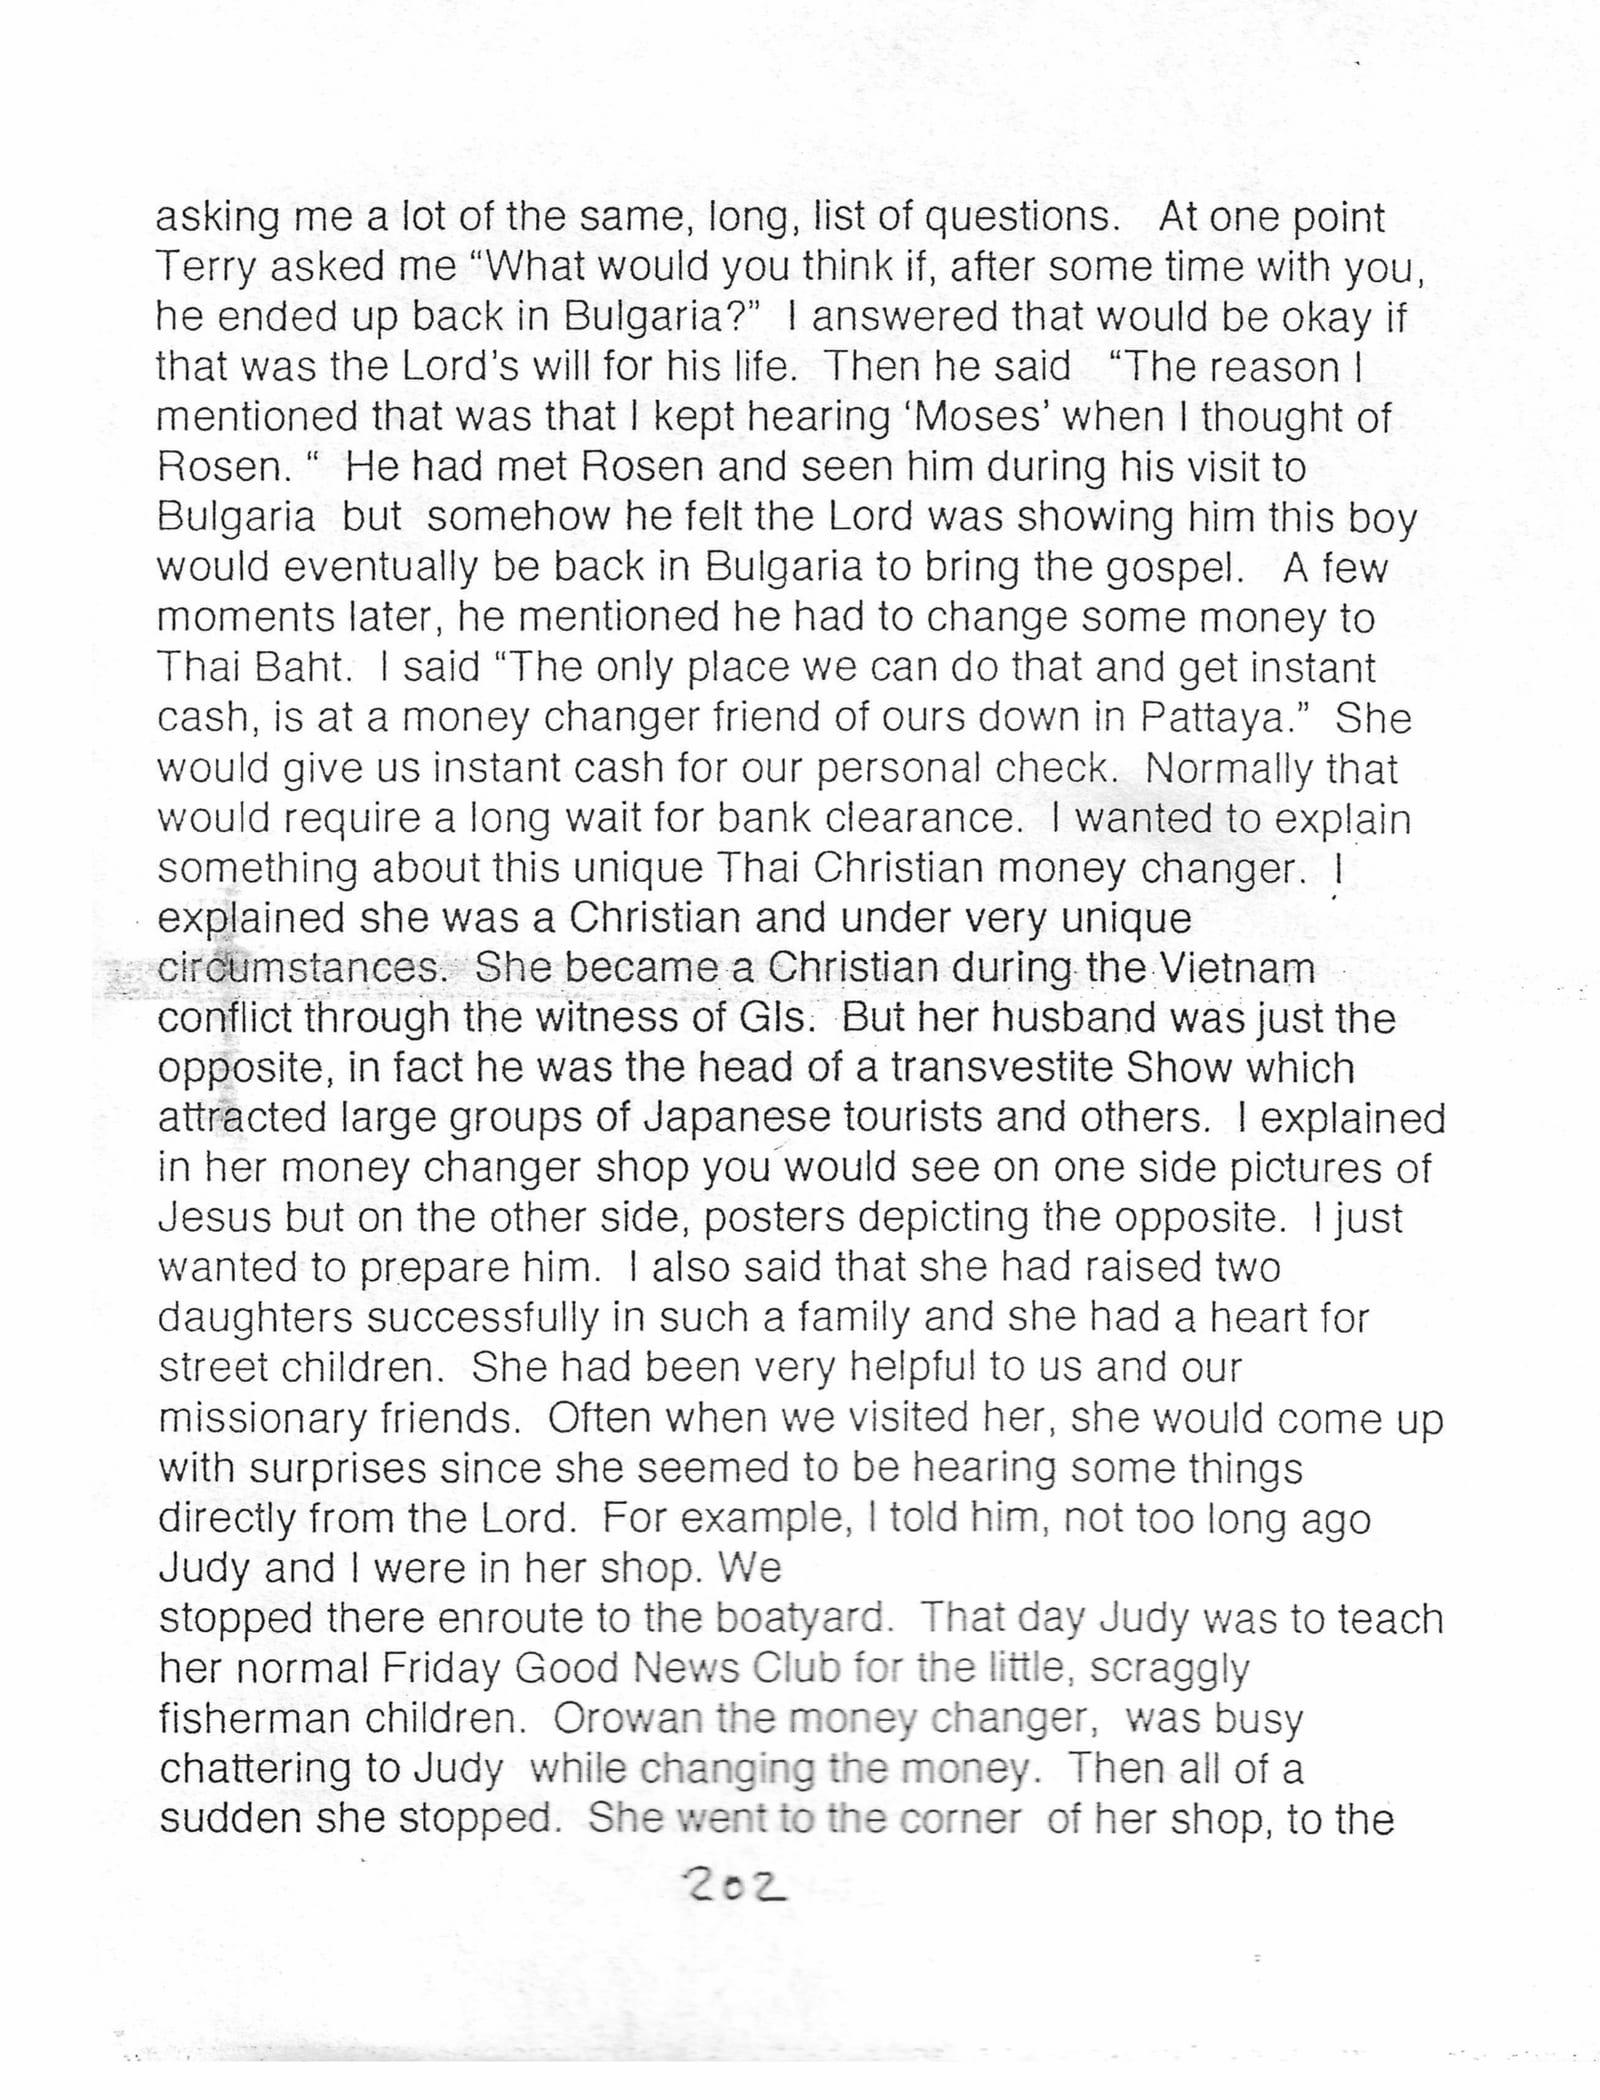 asking me a lot of the same, long, list of questions.   At one point
Terry asked me “What would you think if, after some time with you,
he ended up back in Bulgaria?”  I answered that would be okay if
that was the Lord’s will for his life.  Then he said   “The reason I
mentioned that was that I kept hearing ‘Moses’ when I thought of
Rosen. “  He had met Rosen and seen him during his visit to
Bulgaria  but  somehow he felt the Lord was showing him this boy
would eventually be back in Bulgaria to bring the gospel.   A few
moments later, he mentioned he had to change some money to
Thai Baht.  I said “The only place we can do that and get instant
cash, is at a money changer friend of ours down in Pattaya.”  She
would give us instant cash for our personal check.  Normally that
would require a long wait for bank clearance.  I wanted to explain
something about this unique Thai Christian money changer.  I
explained she was a Christian and under very unique
circumstances.  She became a Christian during the Vietnam
conflict through the witness of GIs.  But her husband was just the
opposite, in fact he was the head of a transvestite Show which
attracted large groups of Japanese tourists and others.  I explained
in her money changer shop you would see on one side pictures of
Jesus but on the other side, posters depicting the opposite.  I just
wanted to prepare him.  I also said that she had raised two
daughters successfully in such a family and she had a heart for
street children.  She had been very helpful to us and our
missionary friends.  Often when we visited her, she would come up
with surprises since she seemed to be hearing some things
directly from the Lord.  For example, I told him, not too long ago
Judy and I were in her shop. We
stopped there enroute to the boatyard.  That day Judy was to teach
her normal Friday Good News Club for the little, scraggly
fisherman children.  Orowan the money changer,  was busy
chattering to Judy  while changing the money.  Then all of a
sudden she stopped.  She went to the corner  of her shop, to the
202